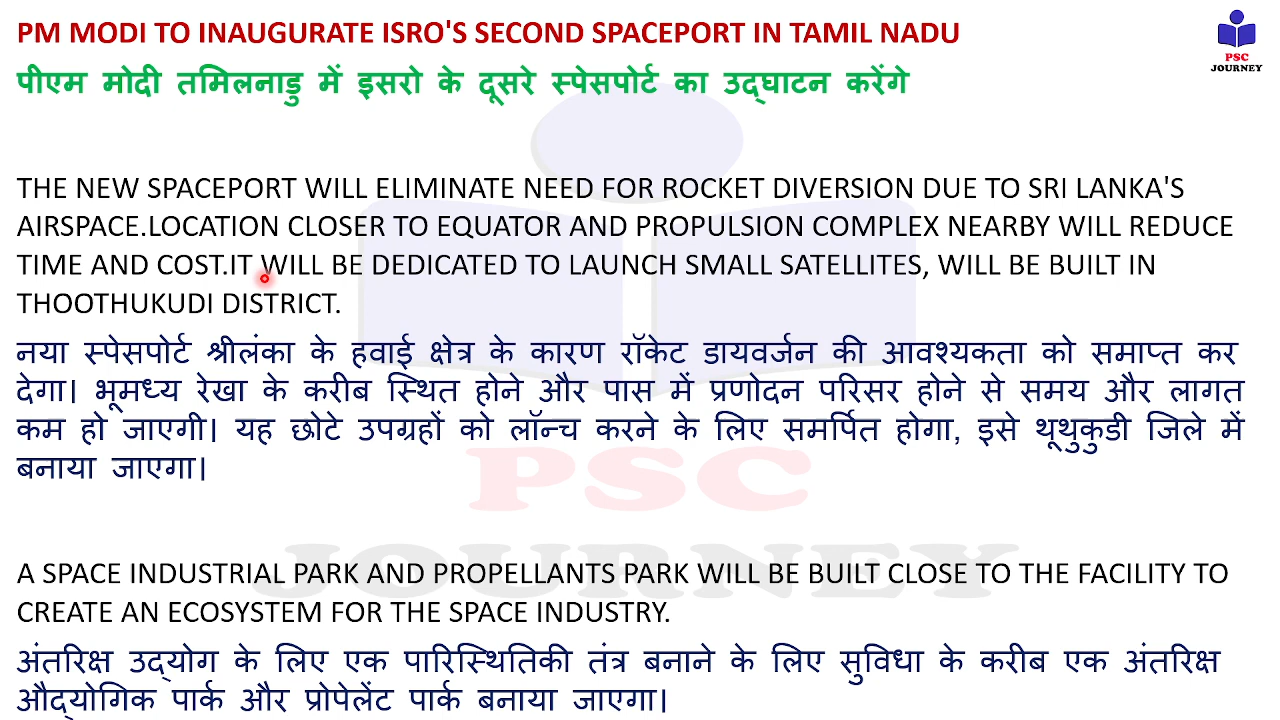 PM MODI TO INAUGURATE ISRO'S SECOND SPACEPORT IN TAMIL NADU
पीएम मोदी तमिलनाडु में इसरो के दूसरे स्पेसपोर्ट का उद्घाटन करेंगे
PSC
JOURNEY
THE NEW SPACEPORT WILL ELIMINATE NEED FOR ROCKET DIVERSION DUE TO SRI LANKA'S
AIRSPACE.LOCATION CLOSER TO EQUATOR AND PROPULSION COMPLEX NEARBY WILL REDUCE
TIME AND COST.IT WILL BE DEDICATED TO LAUNCH SMALL SATELLITES, WILL BE BUILT IN
THOOTHUKUDI DISTRICT.
नया स्पेसपोर्ट श्रीलंका के हवाई क्षेत्र के कारण रॉकेट डायवर्जन की आवश्यकता को समाप्त कर
देगा। भूमध्य रेखा के करीब स्थित होने और पास में प्रणोदन परिसर होने से समय और लागत
कम हो जाएगी। यह छोटे उपग्रहों को लॉन्च करने के लिए समर्पित होगा, इसे थूथुकुडी जिले में
बनाया जाएगा।
PSC
JOURNEY
A SPACE INDUSTRIAL PARK AND PROPELLANTS PARK WILL BE BUILT CLOSE TO THE FACILITY TO
CREATE AN ECOSYSTEM FOR THE SPACE INDUSTRY.
अंतरिक्ष उद्योग के लिए एक पारिस्थितिकी तंत्र बनाने के लिए सुविधा के करीब एक अंतरिक्ष
औद्योगिक पार्क और प्रोपेलेंट पार्क बनाया जाएगा।